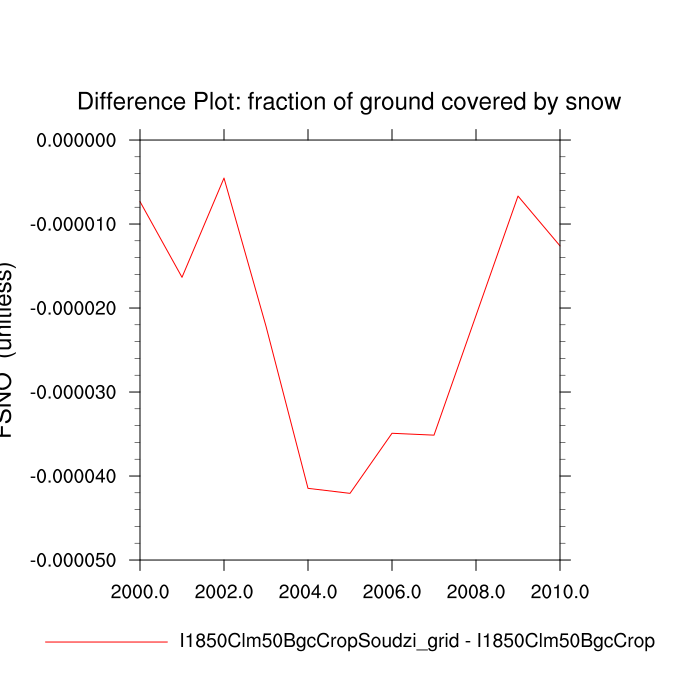 Difference Plot: fraction of ground covered by snow
0.000000
-0.000010
-0.000020
-0.000030
-0.000040
-0.000050
FSNO (unitless)
2000.0 2002.0 2004.0 2006.0 2008.0 2010.0
I1850Clm50BgcCropSoudzi_grid - I1850Clm50BgcCrop